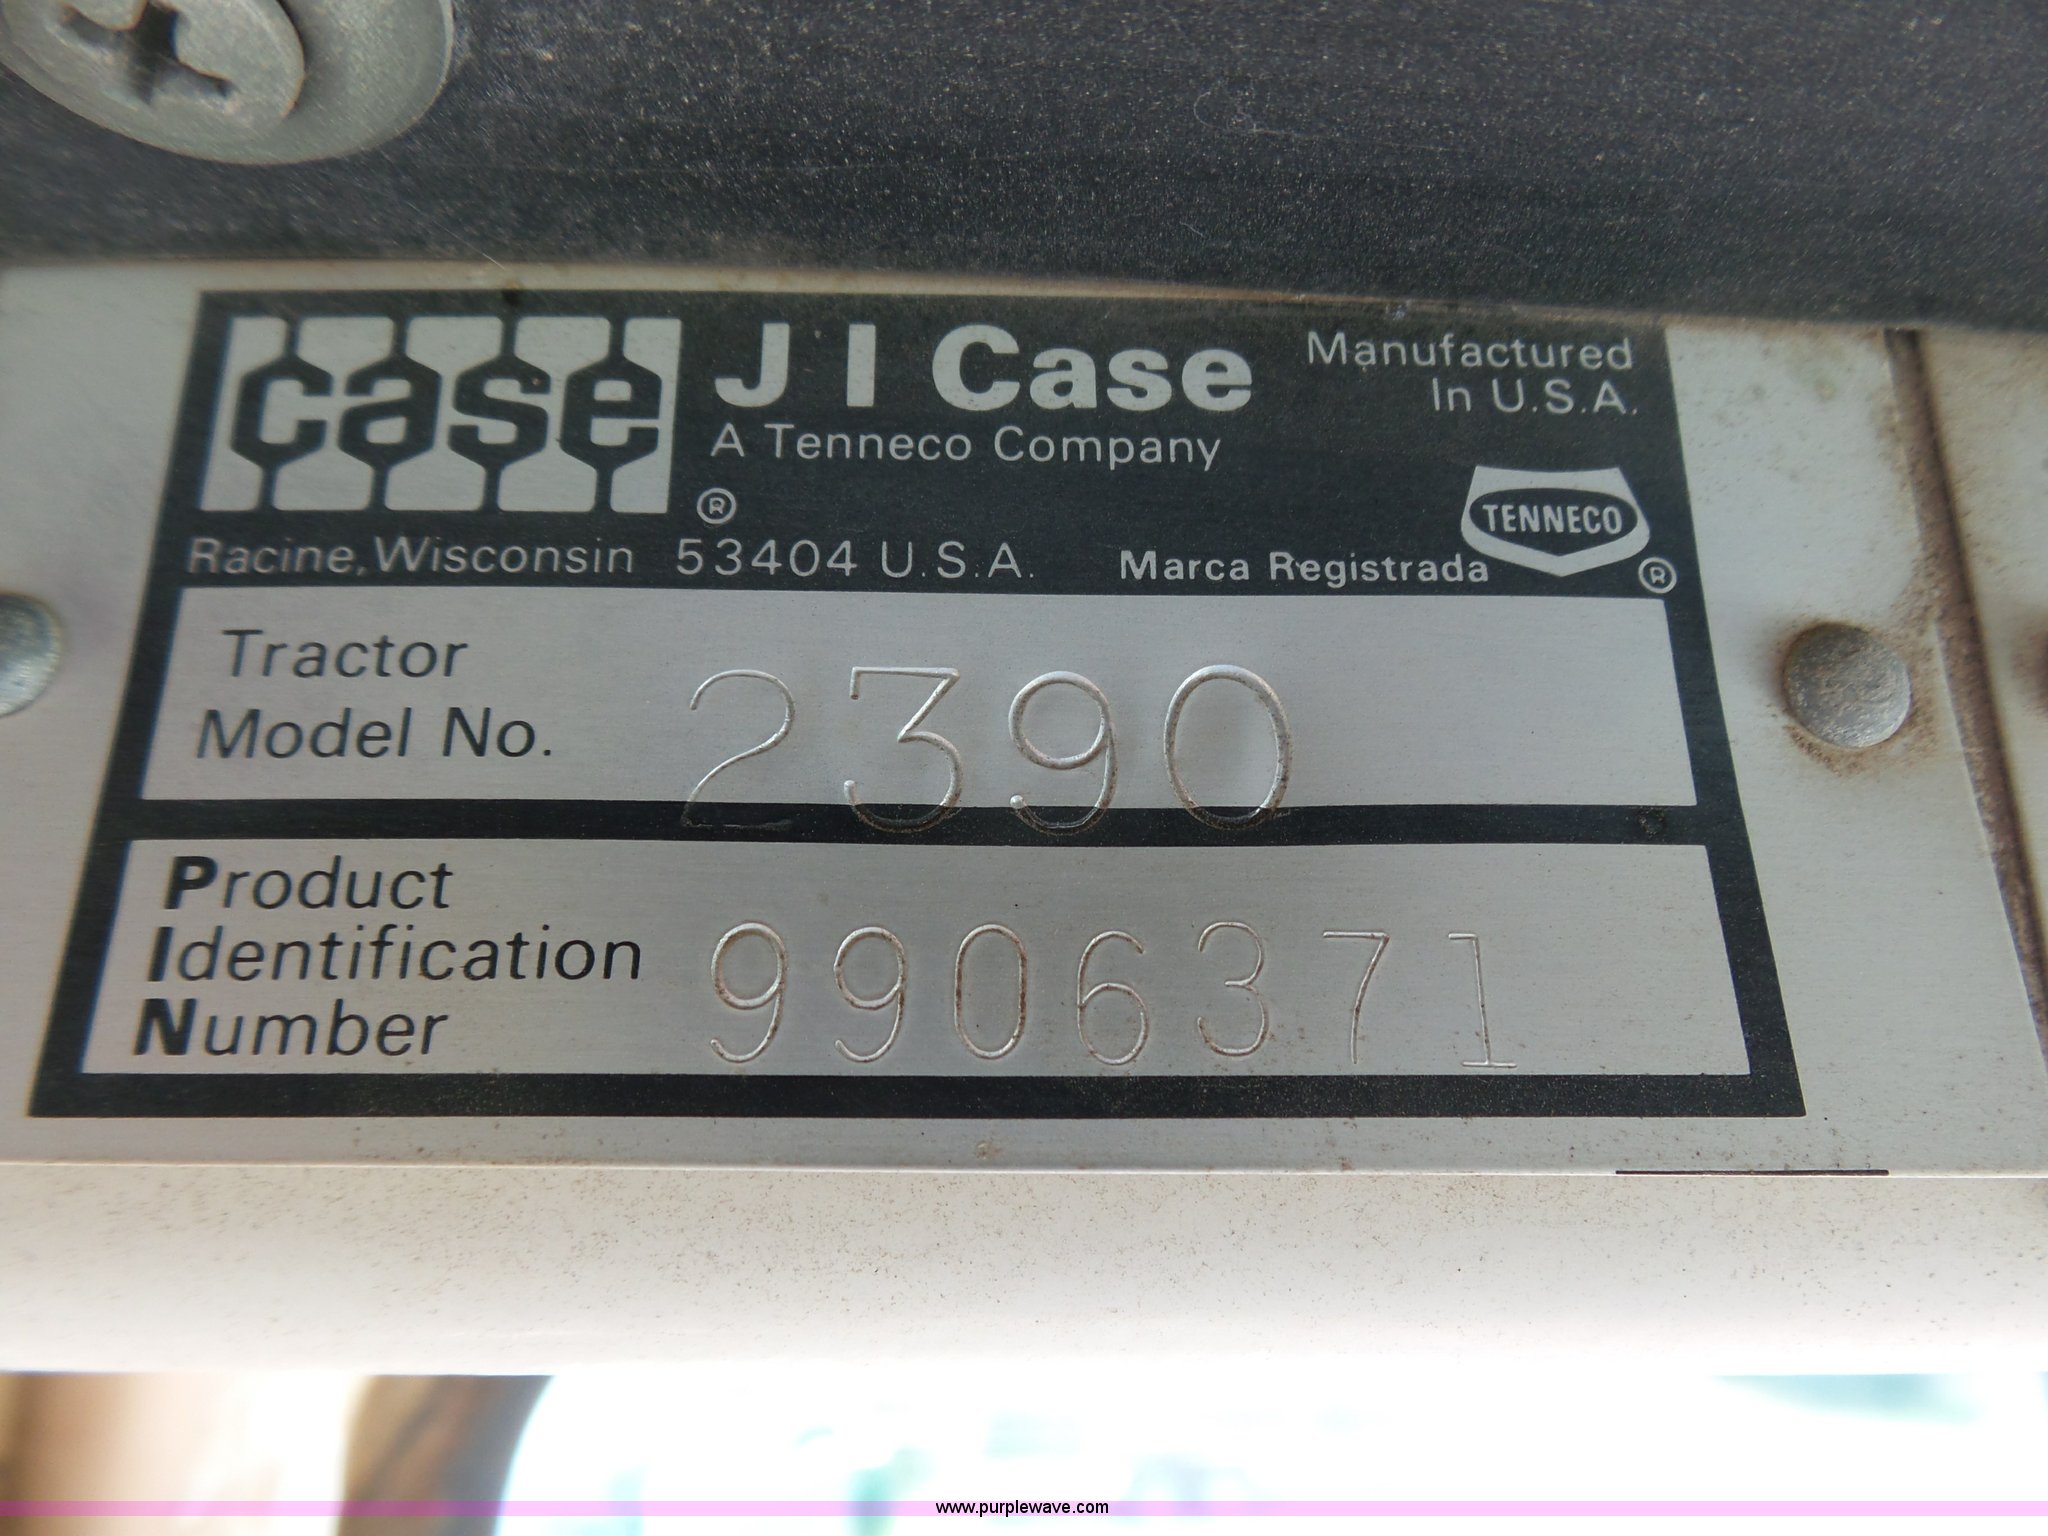 case
J I Case
Manufactured
In U.S.A.
A Tenneco Company
®
TENNECO
Racine, Wisconsin 53404 U.S.A.
Marca Registrada
®
Tractor
Model No. 2390
Product
Identification
Number 9906371
www.purplewave.com